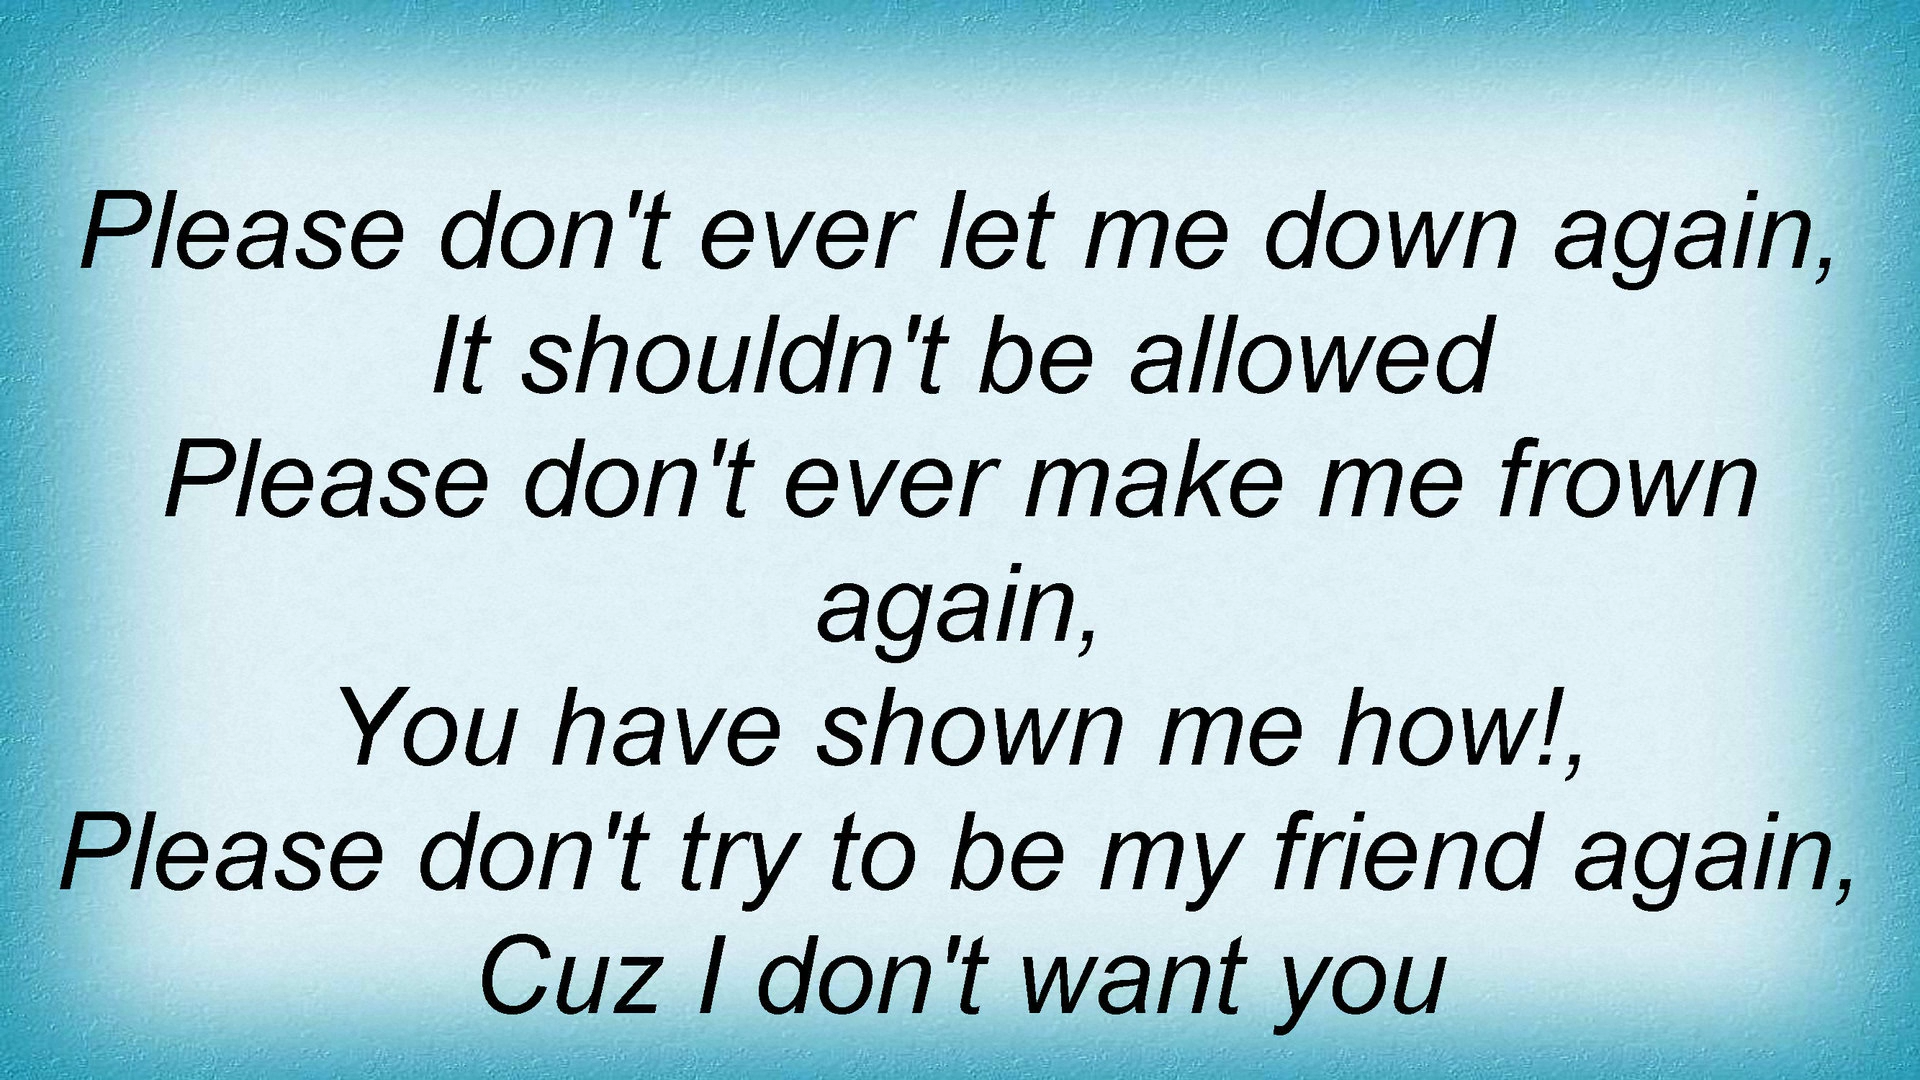 Please don't ever let me down again,
It shouldn't be allowed
Please don't ever make me frown
again,
You have shown me how!,
Please don't try to be my friend again,
Cuz I don't want you